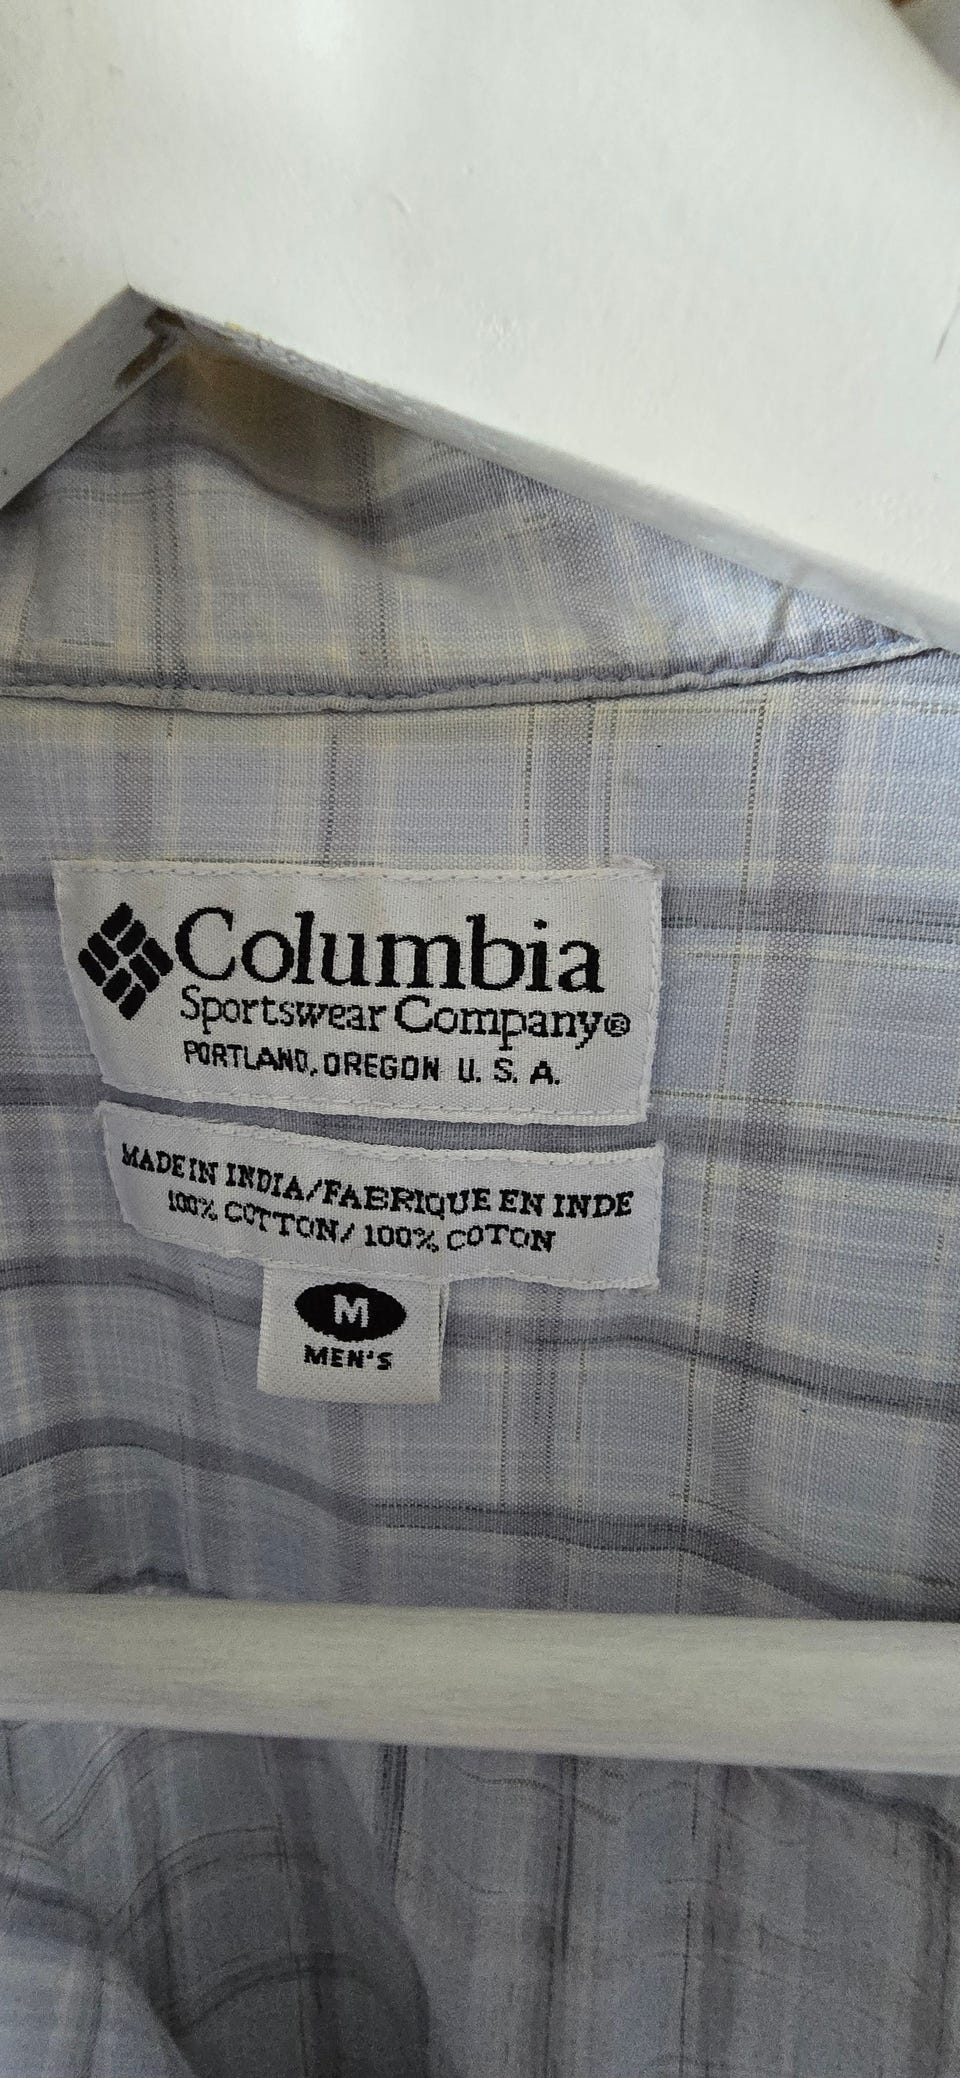 Columbia
Sportswear Company®
PORTLAND, OREGON U. S. A.
MADE IN INDIA/FABRIQUE EN INDE
100% COTTON/ 100% COTON
M
MEN'S